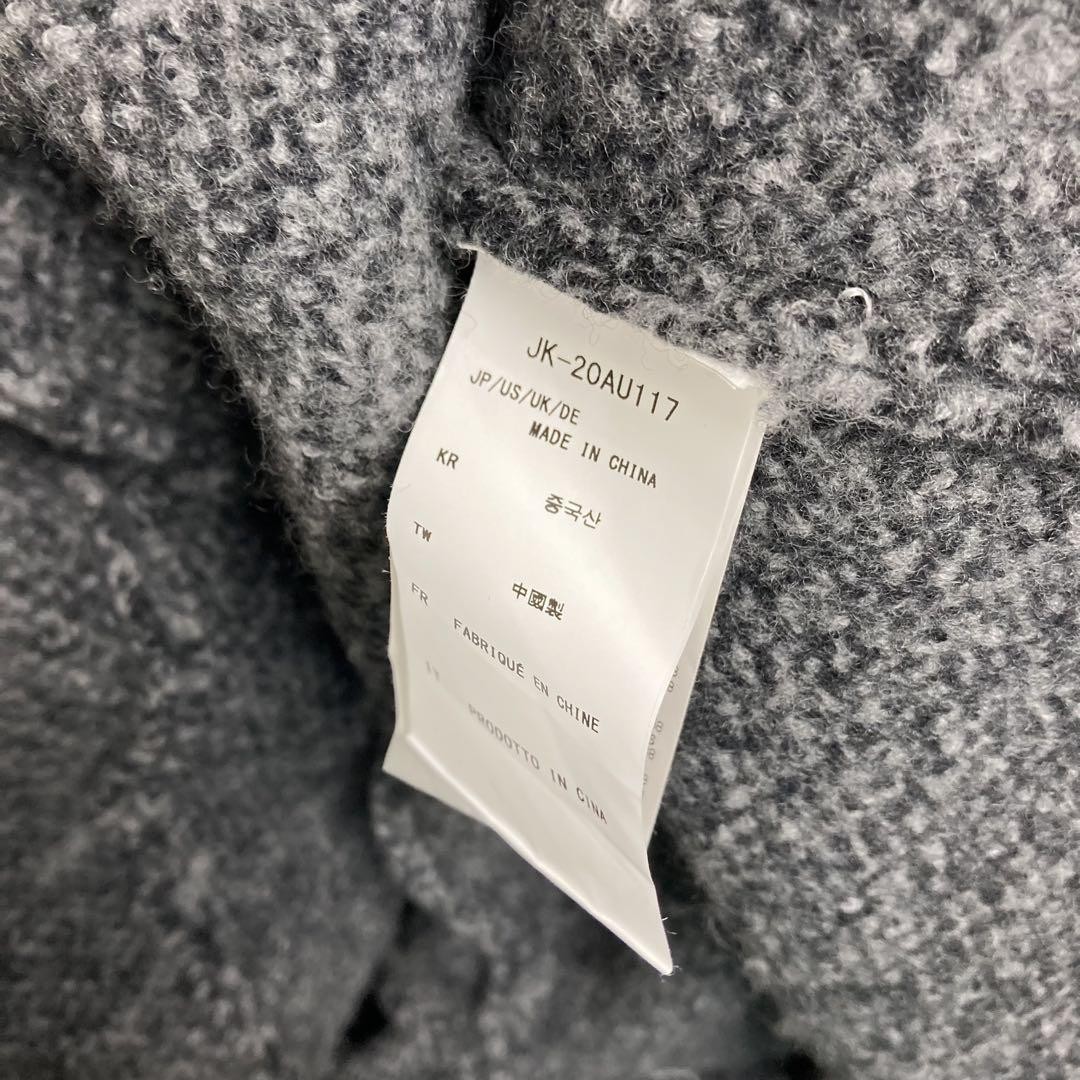 JK-20AU117
JP/US/UK/DE
MADE IN CHINA
KR
중국산
TW
中國製
FR
FABRIQUÉ EN CHINE
IT
PRODOTTO IN CINA